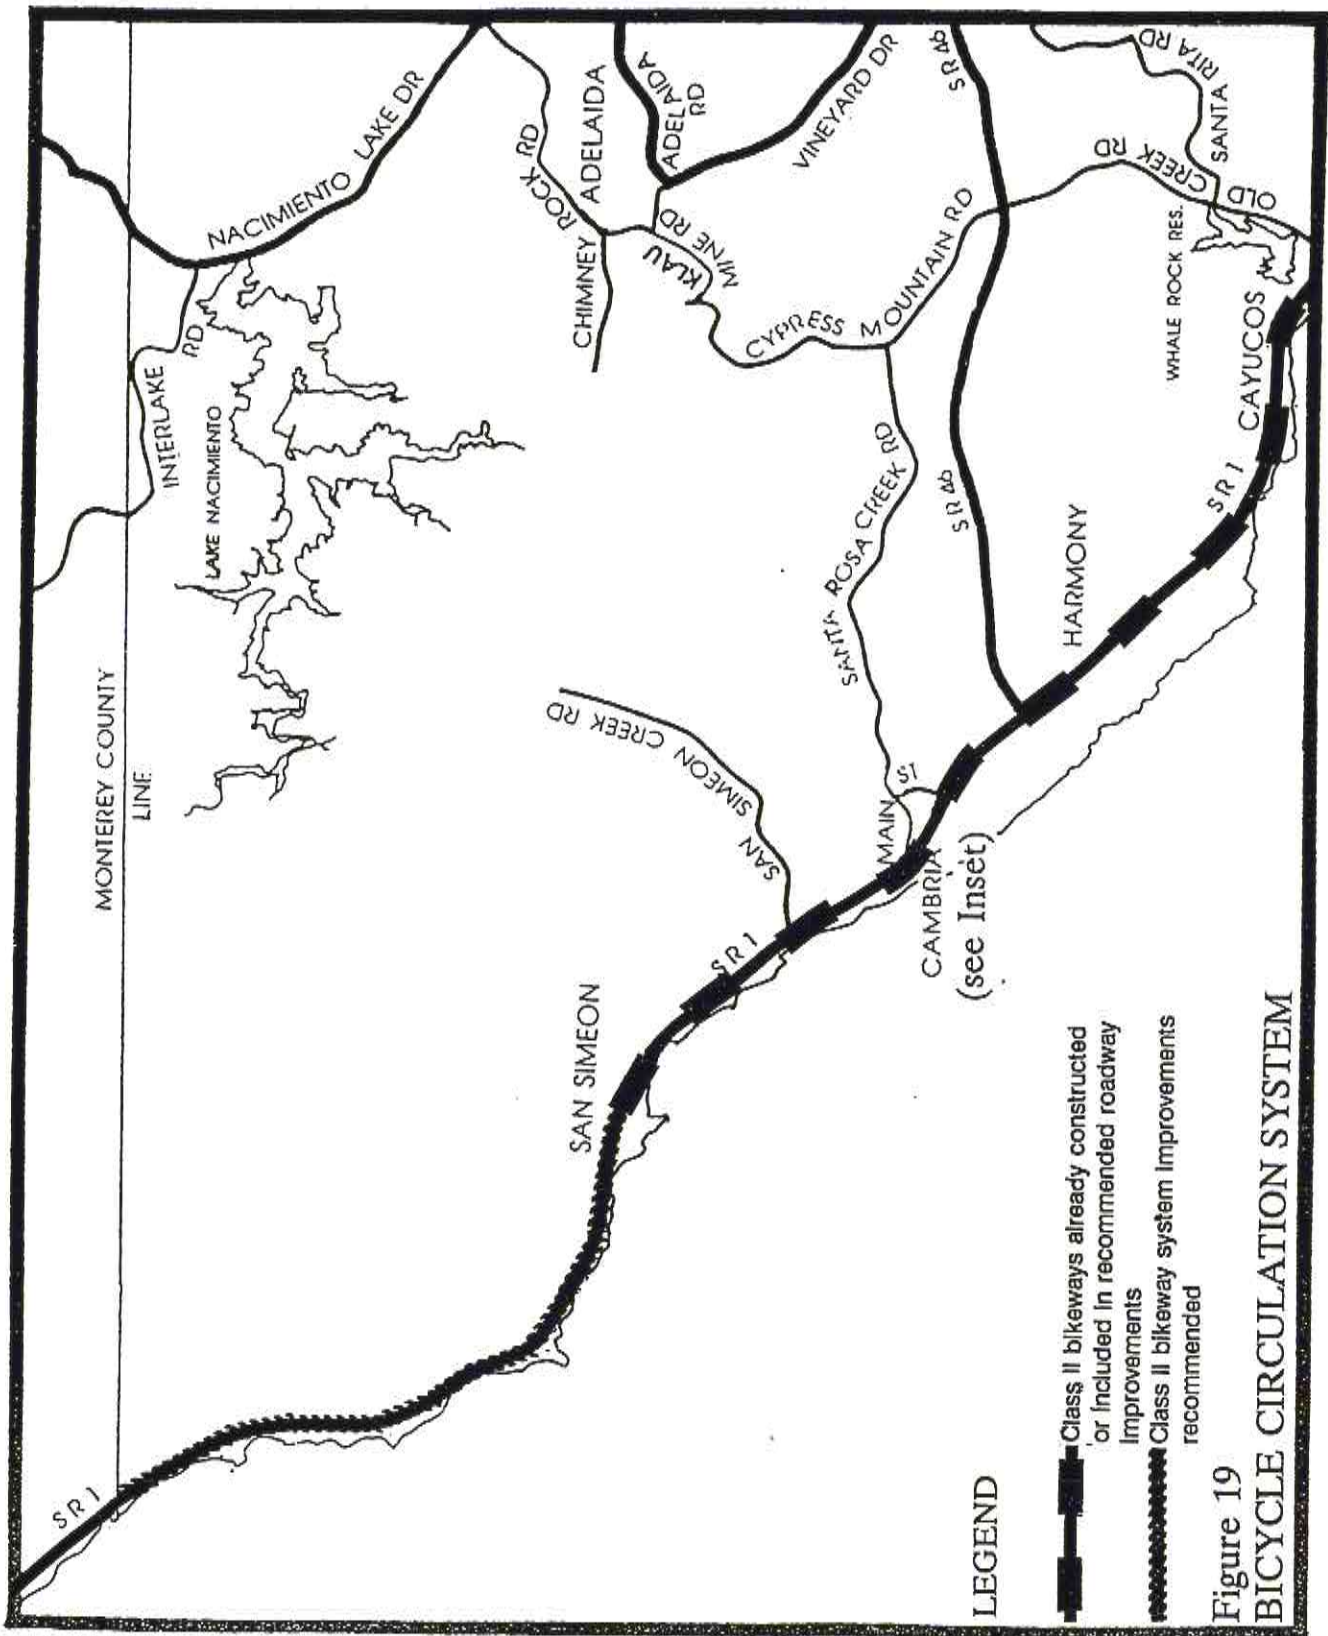 MONTEREY COUNTY
LINE
NACIMIENTO LAKE DR
INTERLAKE
RD
LAKE NACIMIENTO
CHIMNEY ROCK RD
ADELAIDA
ADELAIDA
RD
VINEYARD DR
KLAU
MINE RD
CYPRESS MOUNTAIN RD
SR 46
SANTA RITA RD
OLD CREEK RD
WHALE ROCK RES.
SANTA ROSA CREEK RD
SR 46
CAYUCOS
SR 1
HARMONY
SAN SIMEON CREEK RD
MAIN ST
CAMBRIA
(see Inset)
SR 1
SAN SIMEON
SR 1
LEGEND
Class II bikeways already constructed
or included in recommended roadway
improvements
Class II bikeway system improvements
recommended
Figure 19
BICYCLE CIRCULATION SYSTEM